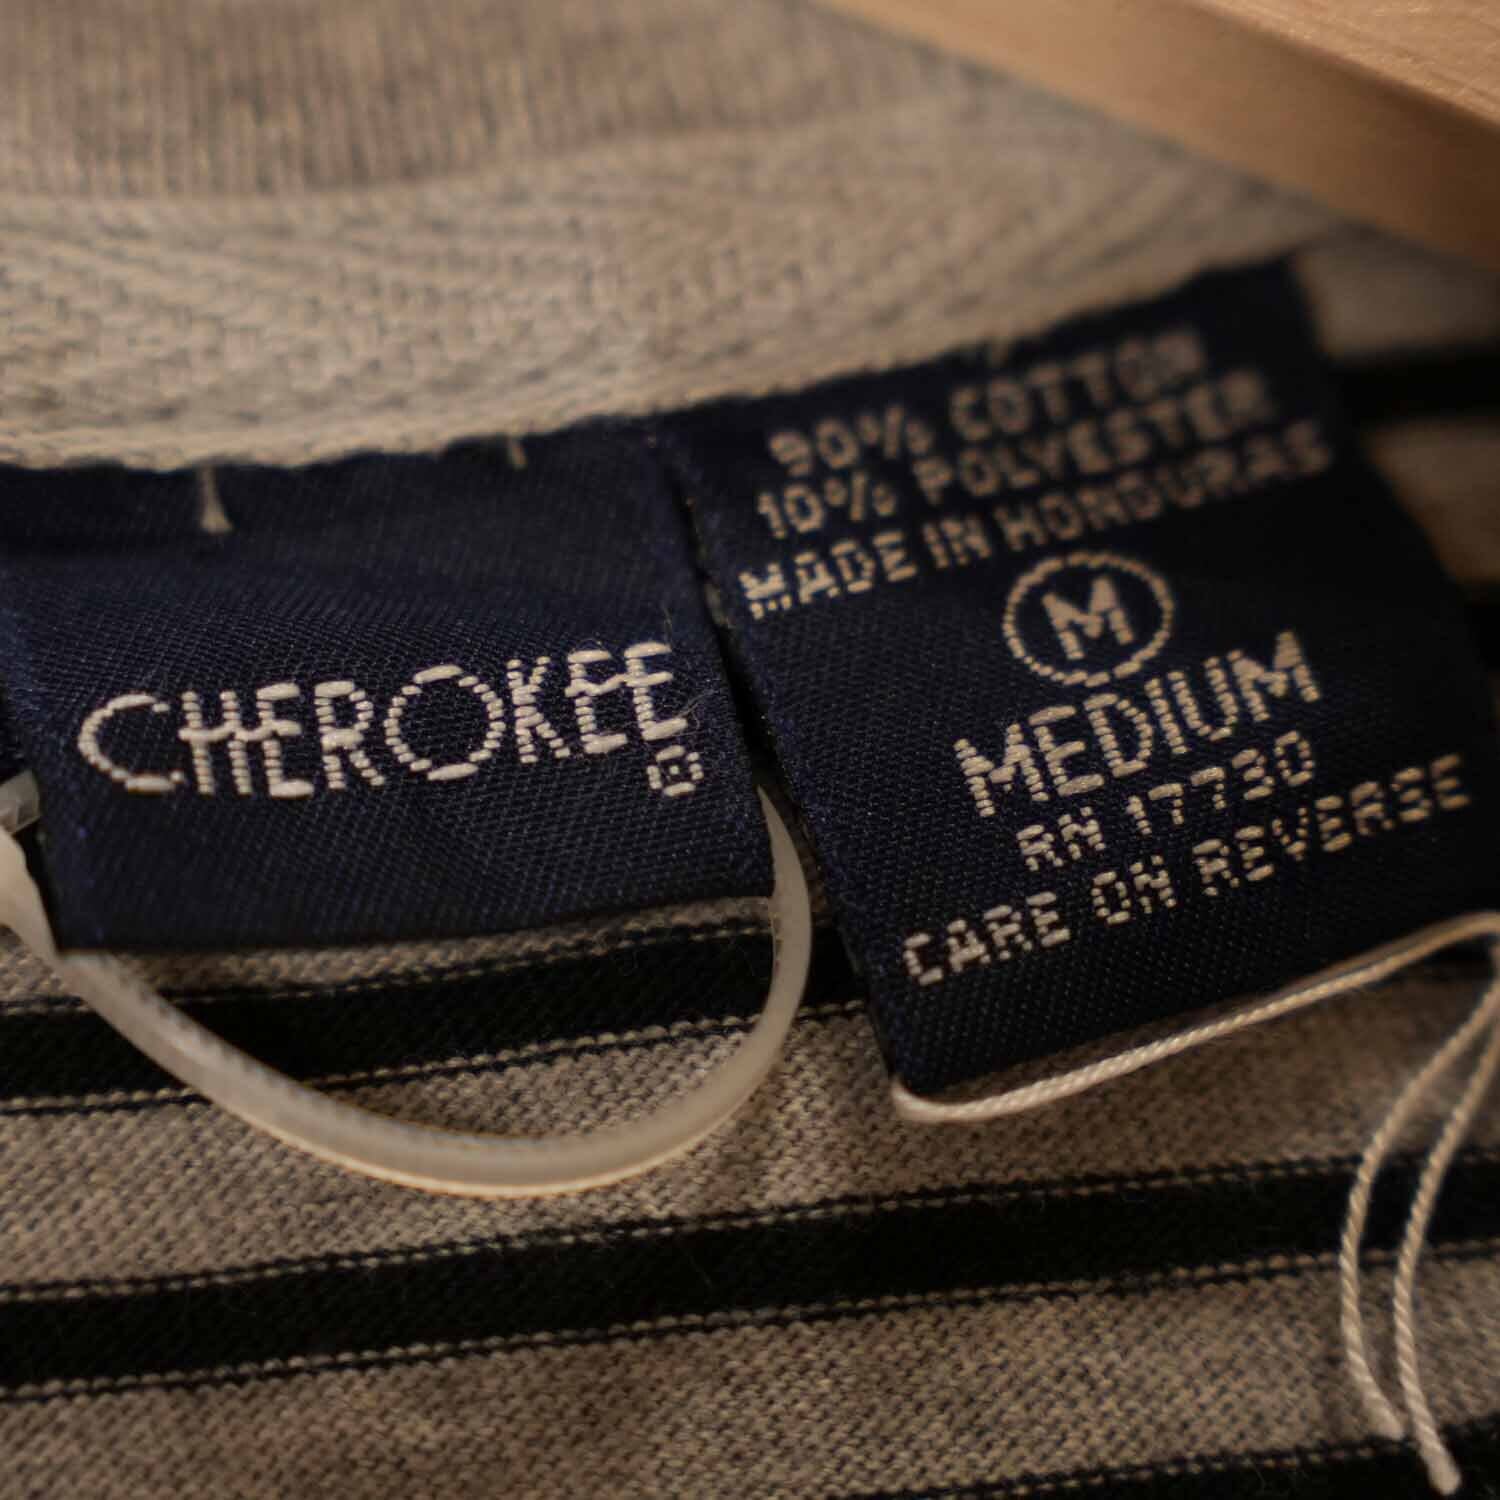 CHEROKEE
90% COTTON
10% POLYESTER
MADE IN HONDURAS
M
MEDIUM
RN 17730
CARE ON REVERSE